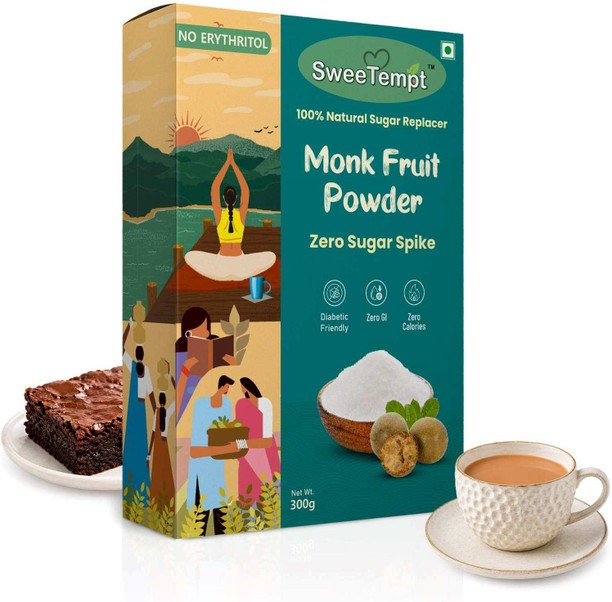 NO ERYTHRITOL
SweeTempt™
100% Natural Sugar Replacer
Monk Fruit
Powder
Zero Sugar Spike
Diabetic
Friendly
Zero GI
Zero
Calories
Net Wt.
300g